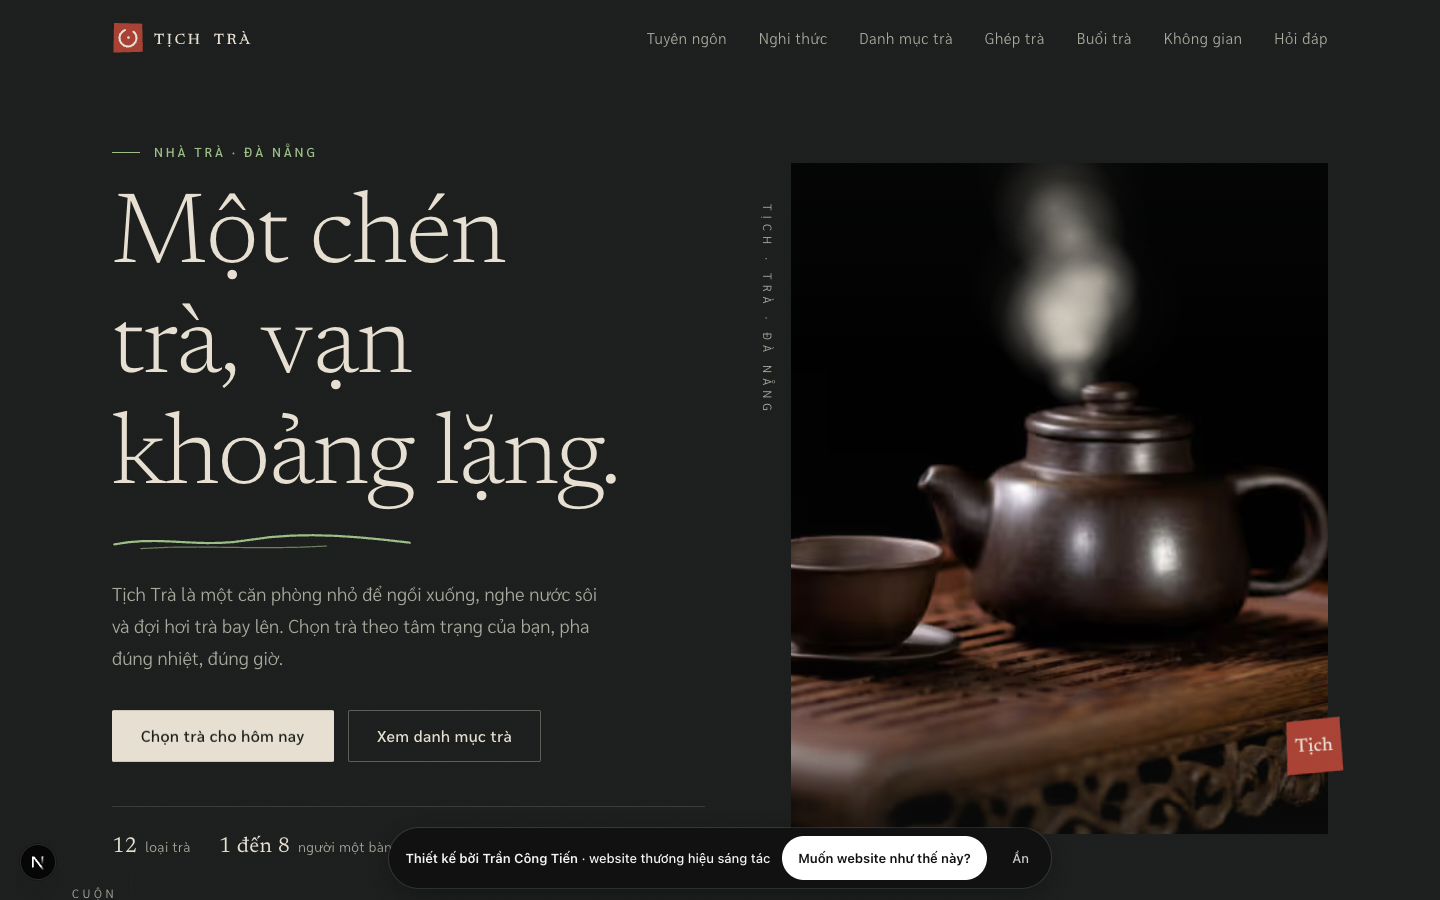 TỊCH TRÀ
Tuyên ngôn
Nghi thức
Danh mục trà
Ghép trà
Buổi trà
Không gian
Hỏi đáp
NHÀ TRÀ · ĐÀ NẴNG
Một chén
trà, vạn
khoảng lặng.
TỊCH · TRÀ · ĐÀ NẴNG
Tịch Trà là một căn phòng nhỏ để ngồi xuống, nghe nước sôi
và đợi hơi trà bay lên. Chọn trà theo tâm trạng của bạn, pha
đúng nhiệt, đúng giờ.
Chọn trà cho hôm nay
Xem danh mục trà
Tịch
12 loại trà
1 đến 8 người một bàn
Thiết kế bởi Trần Công Tiến · website thương hiệu sáng tác
Muốn website như thế này?
Ẩn
N
CUỘN